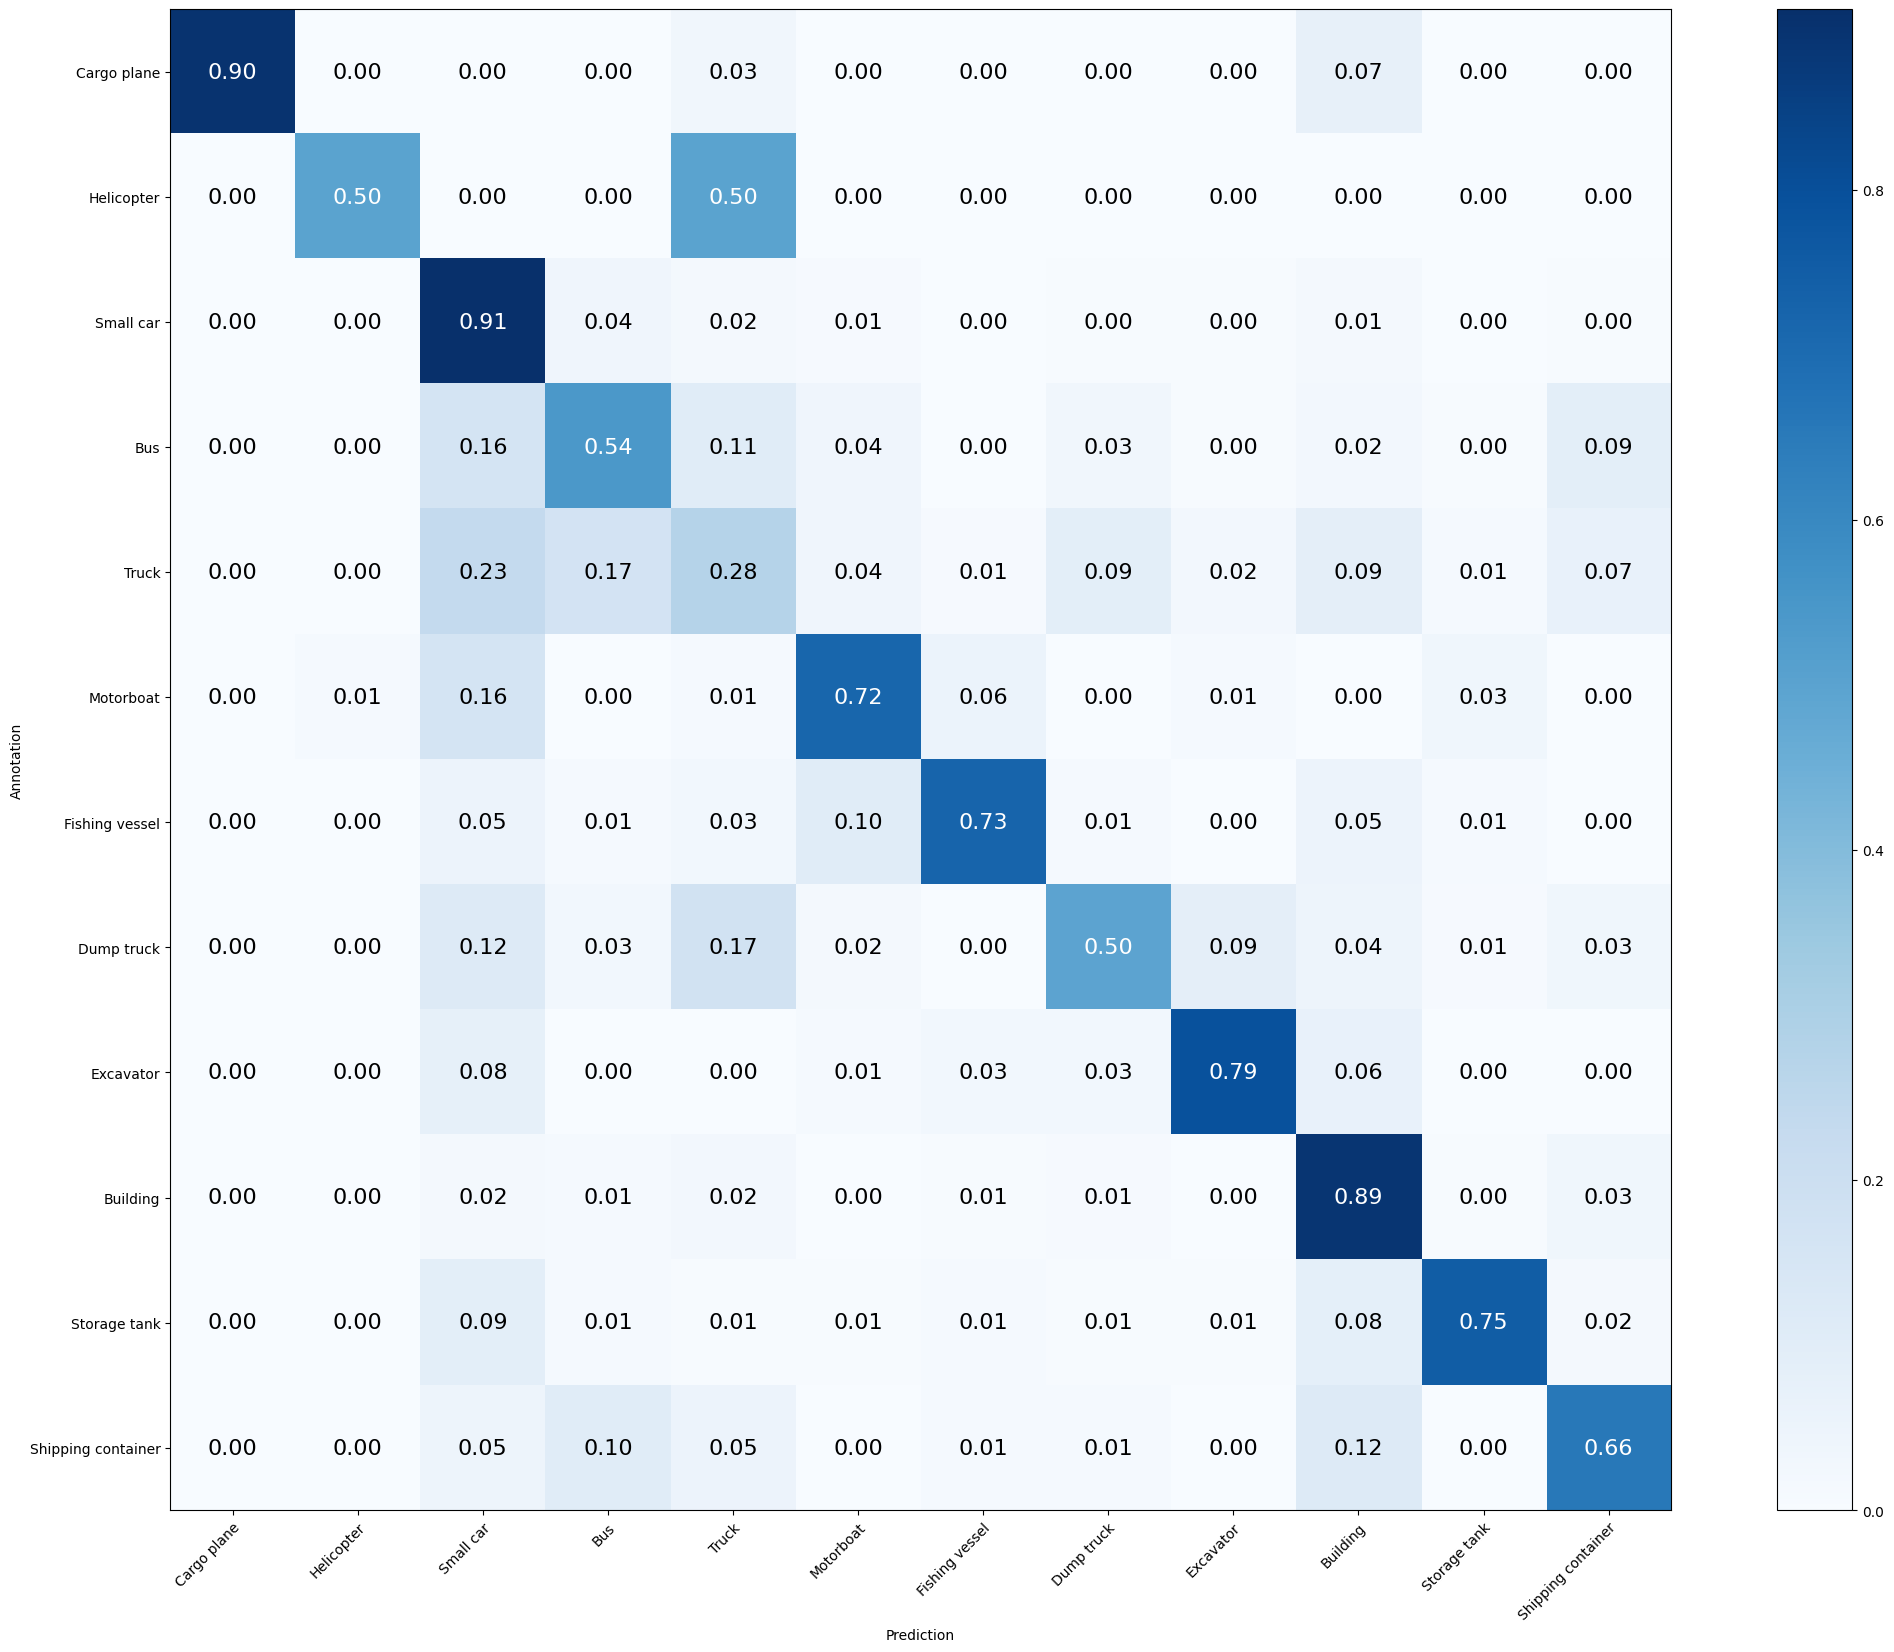 Cargo plane 0.90 0.00 0.00 0.00 0.03 0.00 0.00 0.00 0.00 0.07 0.00 0.00
Helicopter 0.00 0.50 0.00 0.00 0.50 0.00 0.00 0.00 0.00 0.00 0.00 0.00
Small car 0.00 0.00 0.91 0.04 0.02 0.01 0.00 0.00 0.00 0.01 0.00 0.00
Bus 0.00 0.00 0.16 0.54 0.11 0.04 0.00 0.03 0.00 0.02 0.00 0.09
Truck 0.00 0.00 0.23 0.17 0.28 0.04 0.01 0.09 0.02 0.09 0.01 0.07
Motorboat 0.00 0.01 0.16 0.00 0.01 0.72 0.06 0.00 0.01 0.00 0.03 0.00
Fishing vessel 0.00 0.00 0.05 0.01 0.03 0.10 0.73 0.01 0.00 0.05 0.01 0.00
Dump truck 0.00 0.00 0.12 0.03 0.17 0.02 0.00 0.50 0.09 0.04 0.01 0.03
Excavator 0.00 0.00 0.08 0.00 0.00 0.01 0.03 0.03 0.79 0.06 0.00 0.00
Building 0.00 0.00 0.02 0.01 0.02 0.00 0.01 0.01 0.00 0.89 0.00 0.03
Storage tank 0.00 0.00 0.09 0.01 0.01 0.01 0.01 0.01 0.01 0.08 0.75 0.02
Shipping container 0.00 0.00 0.05 0.10 0.05 0.00 0.01 0.01 0.00 0.12 0.00 0.66
Cargo plane Helicopter Small car Bus Truck Motorboat Fishing vessel Dump truck Excavator Building Storage tank Shipping container
Prediction
Annotation
0.8
0.6
0.4
0.2
0.0